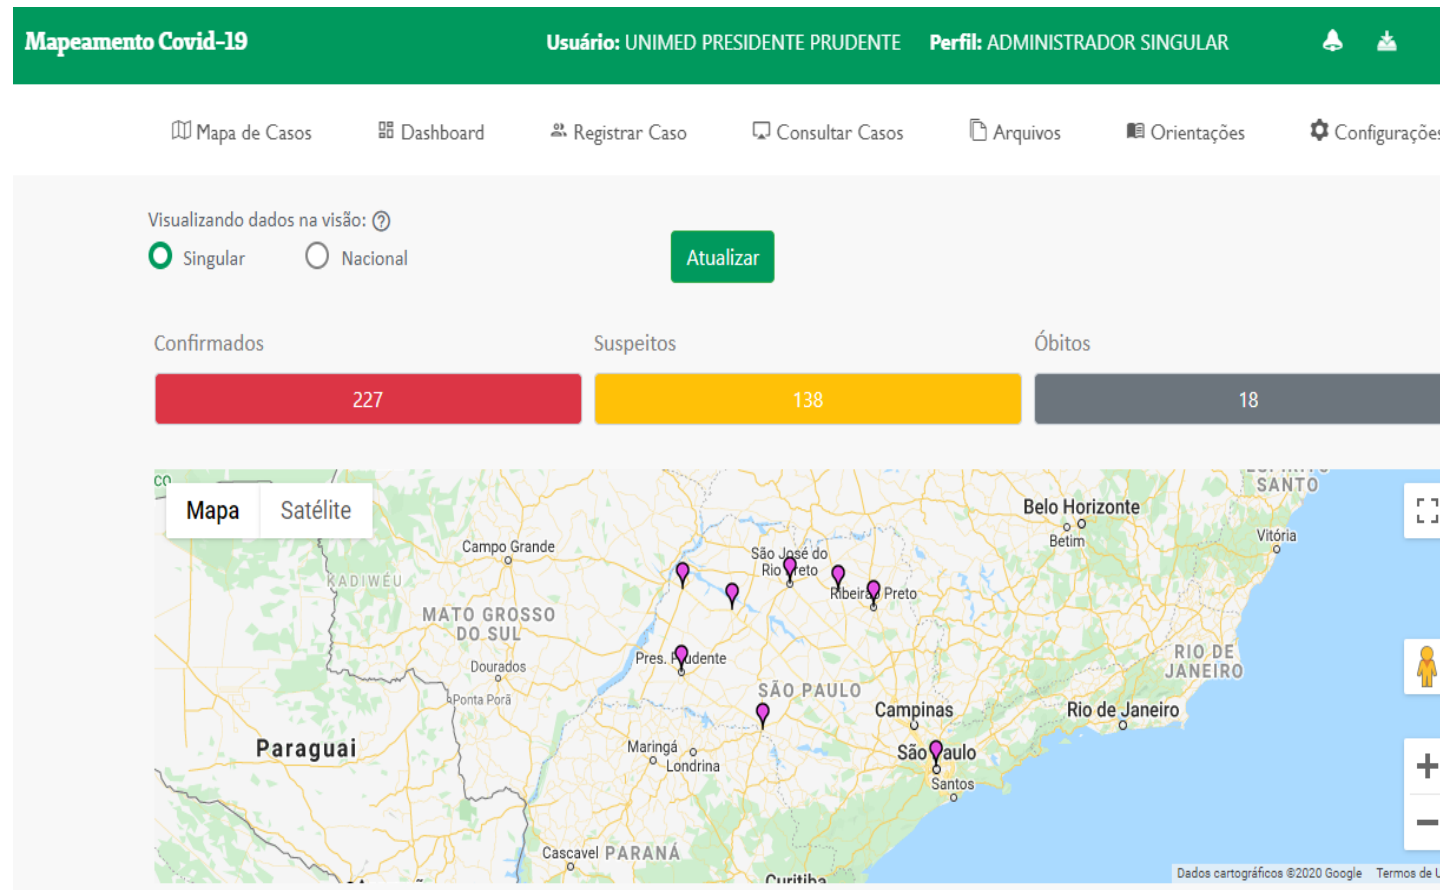 Mapeamento Covid-19
Usuário: UNIMED PRESIDENTE PRUDENTE Perfil: ADMINISTRADOR SINGULAR
Mapa de Casos Dashboard Registrar Caso Consultar Casos Arquivos Orientações Configurações
Visualizando dados na visão:
Singular Nacional
Atualizar
Confirmados Suspeitos Óbitos
227 138 18
Mapa Satélite
SANTO
Belo Horizonte
Betim
Vitória
Campo Grande
São José do
Rio Preto
KADIWÉU
Ribeirão Preto
MATO GROSSO
DO SUL
Pres. Prudente
Dourados
RIO DE
JANEIRO
Ponta Porã
SÃO PAULO
Campinas
Rio de Janeiro
Paraguai
Maringá
Londrina
São Paulo
Santos
Cascavel PARANÁ
Curitiba
Dados cartográficos ©2020 Google Termos de U